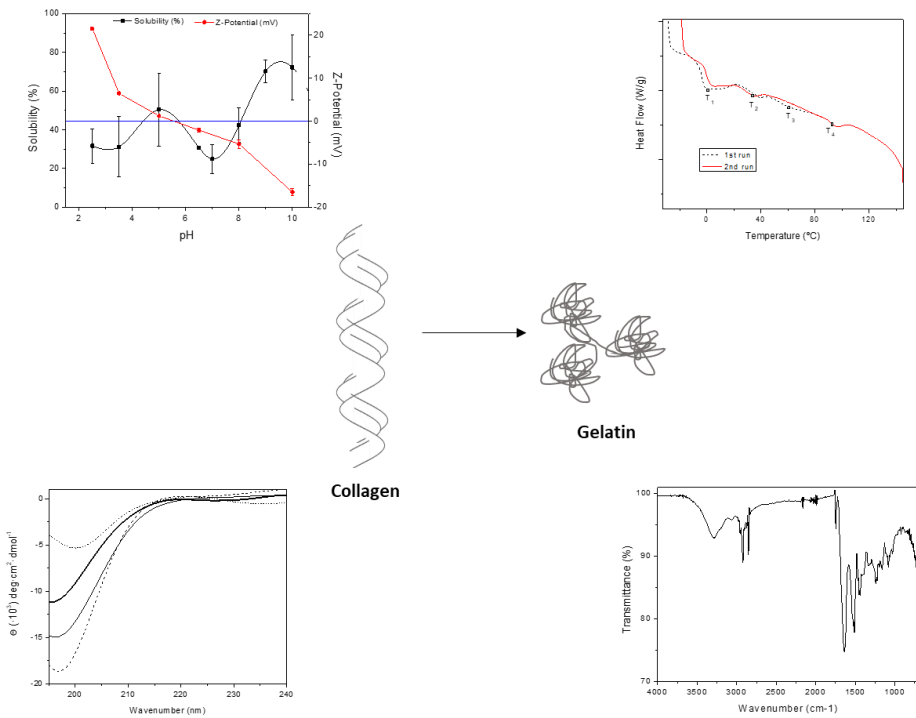 Solubility (%)
Z-Potential (mV)
100
80
60
40
20
0
20
10
0
-10
-20
2
4
6
8
10
Solubility (%)
Z-Potential (mV)
pH
Heat Flow (W/g)
T1
T2
T3
T4
1st run
2nd run
0
40
80
120
Temperature (ºC)
Collagen
Gelatin
0
-5
-10
-15
-20
200
210
220
230
240
Θ (·10³) deg·cm²·dmol⁻¹
Wavenumber (nm)
100
90
80
70
4000
3000
2000
1500
1000
Transmittance (%)
Wavenumber (cm-1)